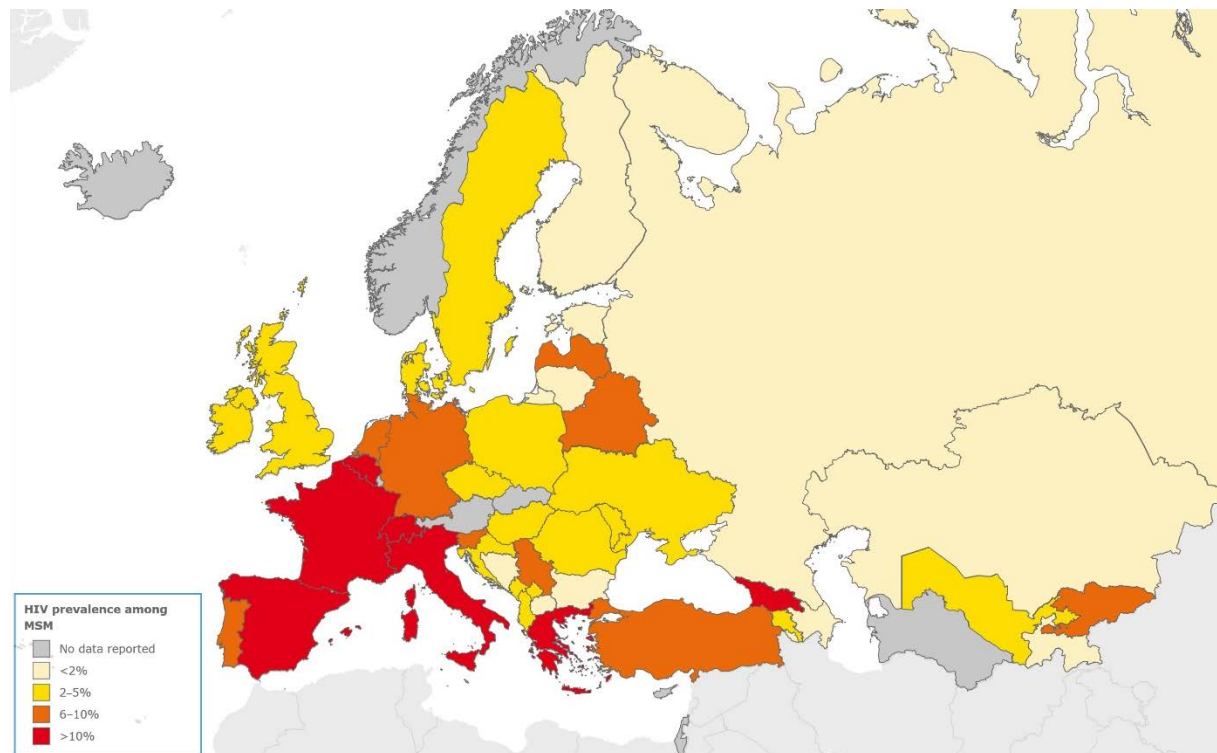 HIV prevalence among
MSM
No data reported
<2%
2–5%
6–10%
>10%